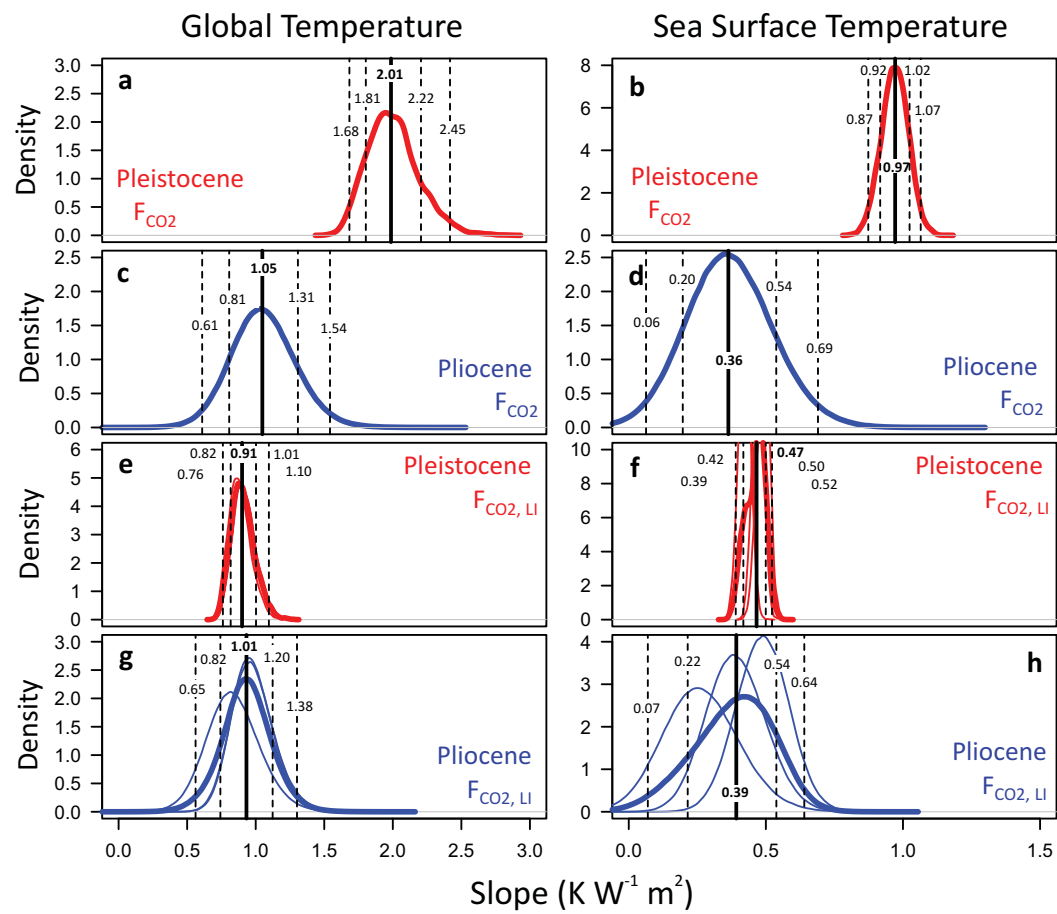 Global Temperature
Sea Surface Temperature
a
3.0
2.5
2.0
1.5
1.0
0.5
0.0
Density
2.01
1.81
2.22
1.68
2.45
Pleistocene
F_CO2
b
8
6
4
2
0
0.92
1.02
0.87
1.07
0.97
Pleistocene
F_CO2
c
2.5
2.0
1.5
1.0
0.5
0.0
Density
1.05
0.81
1.31
0.61
1.54
Pliocene
F_CO2
d
2.5
2.0
1.5
1.0
0.5
0.0
0.20
0.54
0.06
0.69
0.36
Pliocene
F_CO2
e
6
5
4
3
2
1
0
Density
0.82
0.91
1.01
0.76
1.10
Pleistocene
F_CO2, LI
f
10
8
6
4
2
0
0.42
0.47
0.50
0.39
0.52
Pleistocene
F_CO2, LI
g
3.0
2.5
2.0
1.5
1.0
0.5
0.0
Density
1.01
0.82
1.20
0.65
1.38
Pliocene
F_CO2, LI
h
4
3
2
1
0
0.22
0.54
0.07
0.64
0.39
Pliocene
F_CO2, LI
0.0 0.5 1.0 1.5 2.0 2.5 3.0
0.0 0.5 1.0 1.5
Slope (K W⁻¹ m²)